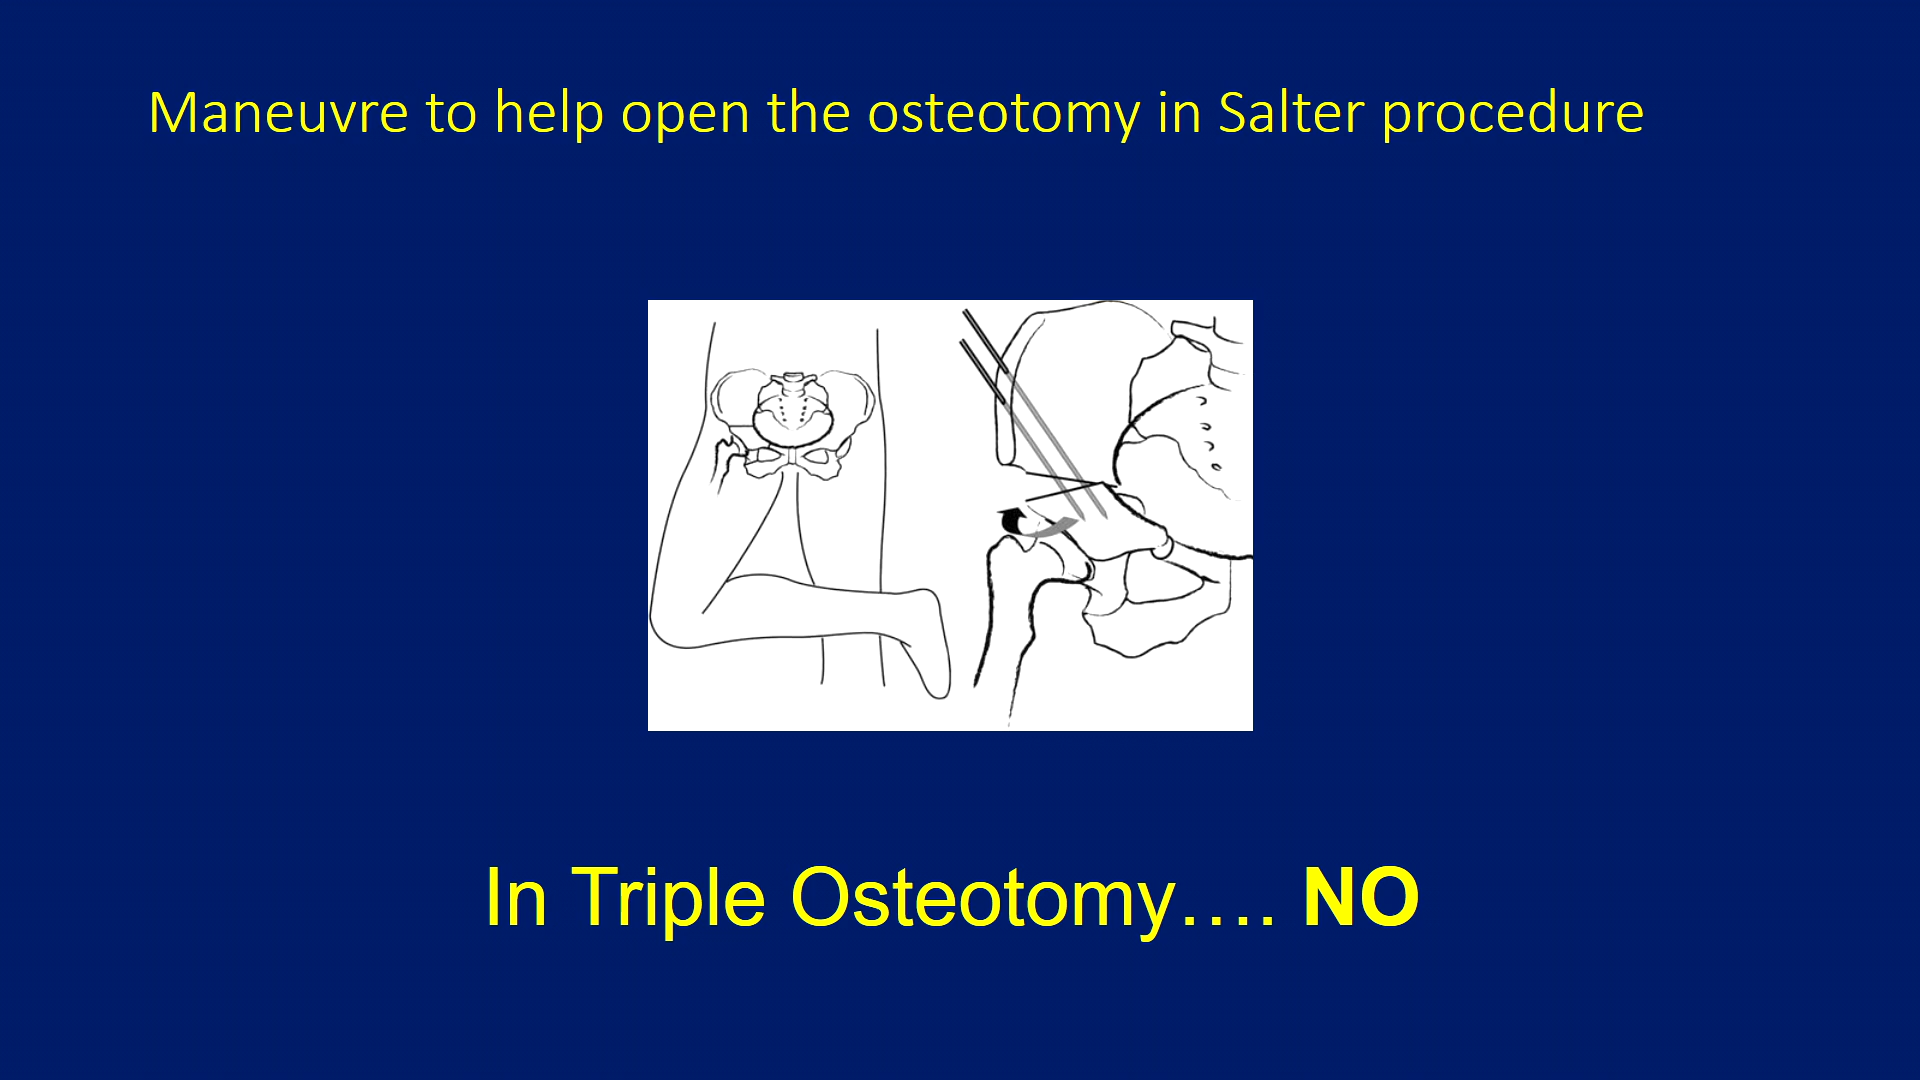 Maneuvre to help open the osteotomy in Salter procedure
In Triple Osteotomy…. NO